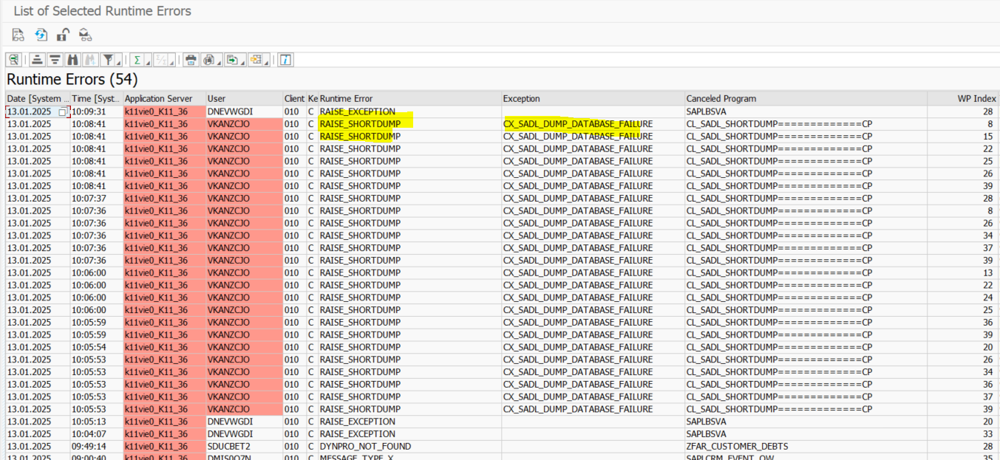 List of Selected Runtime Errors
Runtime Errors (54)
Date [System ... Time [Syst... Application Server User Client Ke Runtime Error Exception Canceled Program WP Index
13.01.2025 10:09:31 k11vie0_K11_36 DNEVWGDI 010 C RAISE_EXCEPTION SAPLBSVA 28
13.01.2025 10:08:41 k11vie0_K11_36 VKANZCJO 010 C RAISE_SHORTDUMP CX_SADL_DUMP_DATABASE_FAILURE CL_SADL_SHORTDUMP=============CP 8
13.01.2025 10:08:41 k11vie0_K11_36 VKANZCJO 010 C RAISE_SHORTDUMP CX_SADL_DUMP_DATABASE_FAILURE CL_SADL_SHORTDUMP=============CP 15
13.01.2025 10:08:41 k11vie0_K11_36 VKANZCJO 010 C RAISE_SHORTDUMP CX_SADL_DUMP_DATABASE_FAILURE CL_SADL_SHORTDUMP=============CP 22
13.01.2025 10:08:41 k11vie0_K11_36 VKANZCJO 010 C RAISE_SHORTDUMP CX_SADL_DUMP_DATABASE_FAILURE CL_SADL_SHORTDUMP=============CP 25
13.01.2025 10:08:41 k11vie0_K11_36 VKANZCJO 010 C RAISE_SHORTDUMP CX_SADL_DUMP_DATABASE_FAILURE CL_SADL_SHORTDUMP=============CP 26
13.01.2025 10:08:41 k11vie0_K11_36 VKANZCJO 010 C RAISE_SHORTDUMP CX_SADL_DUMP_DATABASE_FAILURE CL_SADL_SHORTDUMP=============CP 39
13.01.2025 10:07:37 k11vie0_K11_36 VKANZCJO 010 C RAISE_SHORTDUMP CX_SADL_DUMP_DATABASE_FAILURE CL_SADL_SHORTDUMP=============CP 28
13.01.2025 10:07:36 k11vie0_K11_36 VKANZCJO 010 C RAISE_SHORTDUMP CX_SADL_DUMP_DATABASE_FAILURE CL_SADL_SHORTDUMP=============CP 8
13.01.2025 10:07:36 k11vie0_K11_36 VKANZCJO 010 C RAISE_SHORTDUMP CX_SADL_DUMP_DATABASE_FAILURE CL_SADL_SHORTDUMP=============CP 26
13.01.2025 10:07:36 k11vie0_K11_36 VKANZCJO 010 C RAISE_SHORTDUMP CX_SADL_DUMP_DATABASE_FAILURE CL_SADL_SHORTDUMP=============CP 34
13.01.2025 10:07:36 k11vie0_K11_36 VKANZCJO 010 C RAISE_SHORTDUMP CX_SADL_DUMP_DATABASE_FAILURE CL_SADL_SHORTDUMP=============CP 37
13.01.2025 10:07:36 k11vie0_K11_36 VKANZCJO 010 C RAISE_SHORTDUMP CX_SADL_DUMP_DATABASE_FAILURE CL_SADL_SHORTDUMP=============CP 39
13.01.2025 10:06:00 k11vie0_K11_36 VKANZCJO 010 C RAISE_SHORTDUMP CX_SADL_DUMP_DATABASE_FAILURE CL_SADL_SHORTDUMP=============CP 13
13.01.2025 10:06:00 k11vie0_K11_36 VKANZCJO 010 C RAISE_SHORTDUMP CX_SADL_DUMP_DATABASE_FAILURE CL_SADL_SHORTDUMP=============CP 22
13.01.2025 10:06:00 k11vie0_K11_36 VKANZCJO 010 C RAISE_SHORTDUMP CX_SADL_DUMP_DATABASE_FAILURE CL_SADL_SHORTDUMP=============CP 24
13.01.2025 10:06:00 k11vie0_K11_36 VKANZCJO 010 C RAISE_SHORTDUMP CX_SADL_DUMP_DATABASE_FAILURE CL_SADL_SHORTDUMP=============CP 25
13.01.2025 10:05:59 k11vie0_K11_36 VKANZCJO 010 C RAISE_SHORTDUMP CX_SADL_DUMP_DATABASE_FAILURE CL_SADL_SHORTDUMP=============CP 36
13.01.2025 10:05:59 k11vie0_K11_36 VKANZCJO 010 C RAISE_SHORTDUMP CX_SADL_DUMP_DATABASE_FAILURE CL_SADL_SHORTDUMP=============CP 39
13.01.2025 10:05:54 k11vie0_K11_36 VKANZCJO 010 C RAISE_SHORTDUMP CX_SADL_DUMP_DATABASE_FAILURE CL_SADL_SHORTDUMP=============CP 20
13.01.2025 10:05:53 k11vie0_K11_36 VKANZCJO 010 C RAISE_SHORTDUMP CX_SADL_DUMP_DATABASE_FAILURE CL_SADL_SHORTDUMP=============CP 26
13.01.2025 10:05:53 k11vie0_K11_36 VKANZCJO 010 C RAISE_SHORTDUMP CX_SADL_DUMP_DATABASE_FAILURE CL_SADL_SHORTDUMP=============CP 34
13.01.2025 10:05:53 k11vie0_K11_36 VKANZCJO 010 C RAISE_SHORTDUMP CX_SADL_DUMP_DATABASE_FAILURE CL_SADL_SHORTDUMP=============CP 36
13.01.2025 10:05:53 k11vie0_K11_36 VKANZCJO 010 C RAISE_SHORTDUMP CX_SADL_DUMP_DATABASE_FAILURE CL_SADL_SHORTDUMP=============CP 37
13.01.2025 10:05:53 k11vie0_K11_36 VKANZCJO 010 C RAISE_SHORTDUMP CX_SADL_DUMP_DATABASE_FAILURE CL_SADL_SHORTDUMP=============CP 39
13.01.2025 10:05:13 k11vie0_K11_36 DNEVWGDI 010 C RAISE_EXCEPTION SAPLBSVA 20
13.01.2025 10:04:07 k11vie0_K11_36 DNEVWGDI 010 C RAISE_EXCEPTION SAPLBSVA 33
13.01.2025 09:49:14 k11vie0_K11_36 SDUCBET2 010 C DYNPRO_NOT_FOUND ZFAR_CUSTOMER_DEBTS 28
13.01.2025 09:00:40 k11vie0_K11_36 010 C MESSAGE_TYPE_X SAPLCRM_EVENT_OW 35